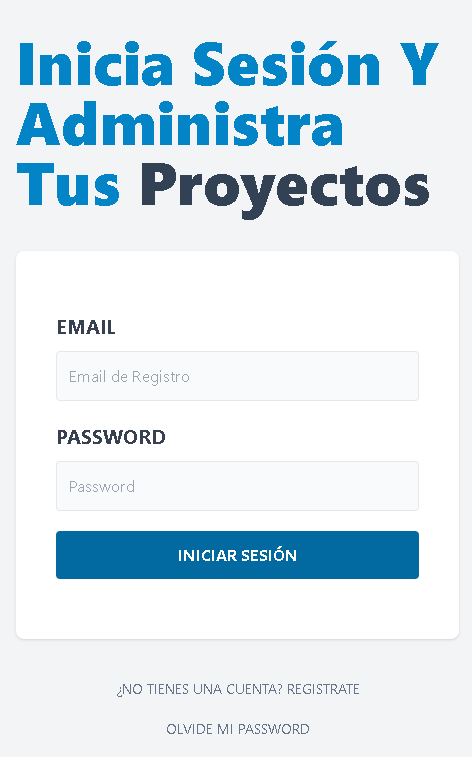 Inicia Sesión Y
Administra
Tus Proyectos
EMAIL
Email de Registro
PASSWORD
Password
INICIAR SESIÓN
¿NO TIENES UNA CUENTA? REGISTRATE
OLVIDE MI PASSWORD